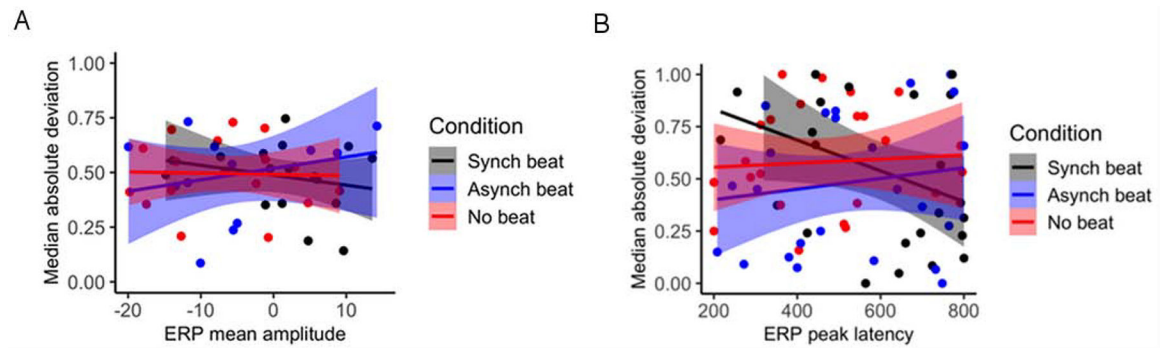 A
Median absolute deviation
1.00
0.75
0.50
0.25
0.00
-20 -10 0 10
ERP mean amplitude
Condition
Synch beat
Asynch beat
No beat
B
Median absolute deviation
1.00
0.75
0.50
0.25
0.00
200 400 600 800
ERP peak latency
Condition
Synch beat
Asynch beat
No beat